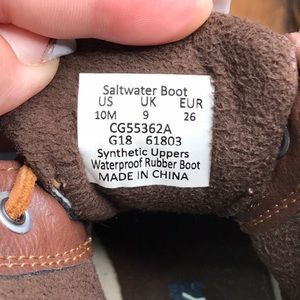 Saltwater Boot
US UK EUR
10M 9 26
CG55362A
G18 61803
Synthetic Uppers
Waterproof Rubber Boot
MADE IN CHINA